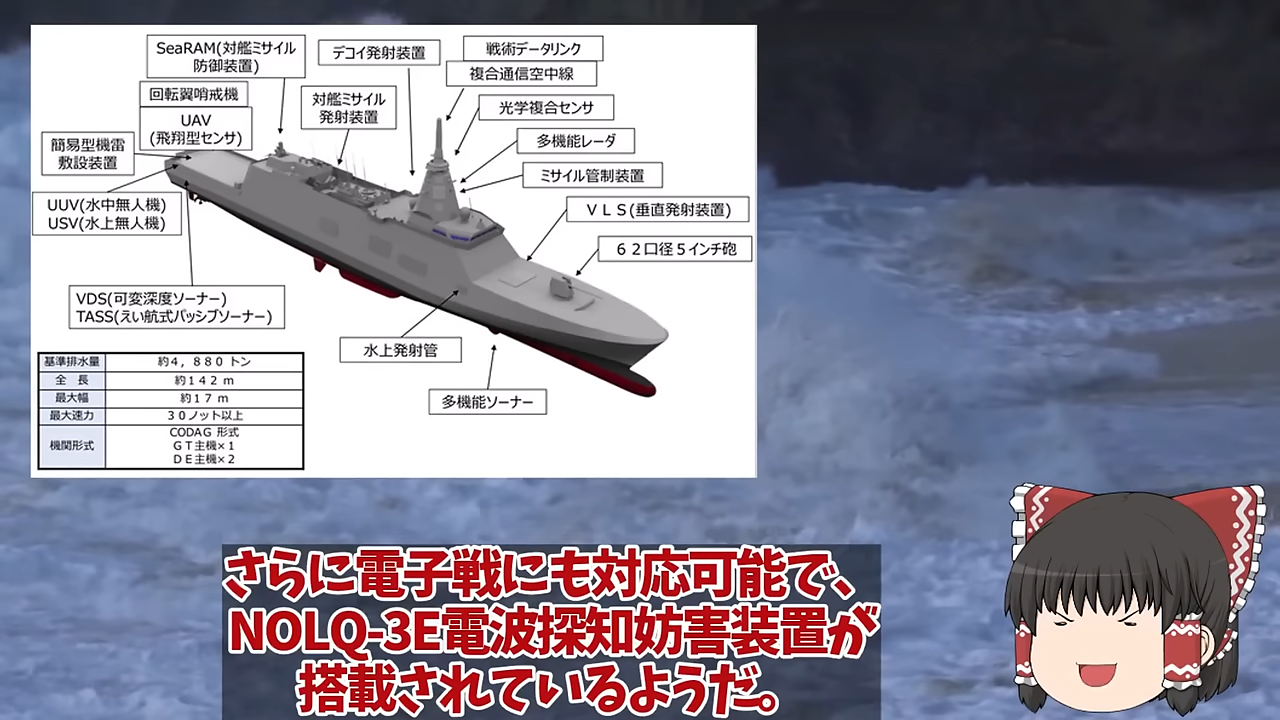 SeaRAM(対艦ミサイル
防御装置)
デコイ発射装置
戦術データリンク
複合通信空中線
回転翼哨戒機
対艦ミサイル
発射装置
光学複合センサ
UAV
(飛翔型センサ)
多機能レーダ
簡易型機雷
敷設装置
ミサイル管制装置
UUV(水中無人機)
USV(水上無人機)
ＶＬＳ(垂直発射装置)
６２口径５インチ砲
VDS(可変深度ソーナー)
TASS(えい航式パッシブソーナー)
水上発射管
多機能ソーナー
基準排水量 約４，８８０ トン
全　長 約１４２ ｍ
最大幅 約１７ ｍ
最大速力 ３０ノット以上
機関形式 CODAG 形式
ＧＴ主機×１
ＤＥ主機×２
さらに電子戦にも対応可能で、
NOLQ-3E電波探知妨害装置が
搭載されているようだ。